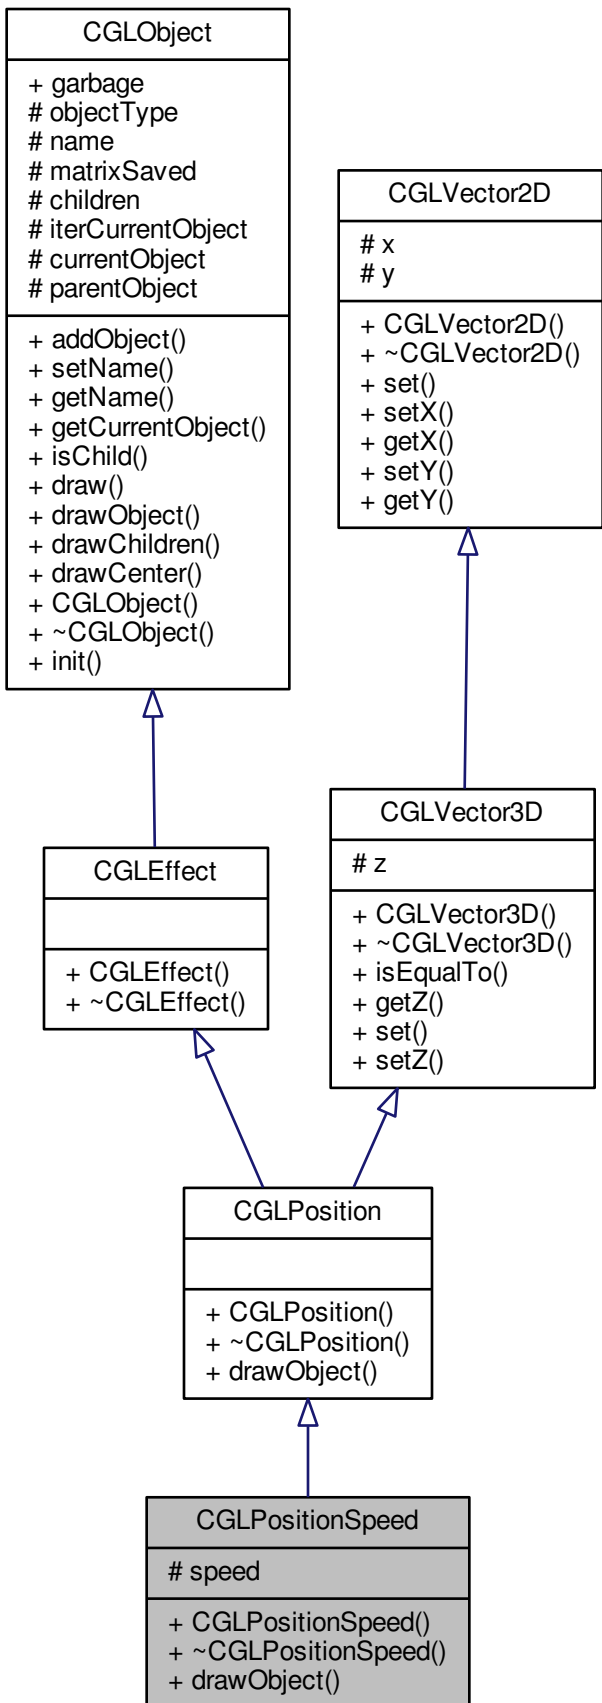 CGLObject
+ garbage
# objectType
# name
# matrixSaved
# children
# iterCurrentObject
# currentObject
# parentObject
+ addObject()
+ setName()
+ getName()
+ getCurrentObject()
+ isChild()
+ draw()
+ drawObject()
+ drawChildren()
+ drawCenter()
+ CGLObject()
+ ~CGLObject()
+ init()
CGLVector2D
# x
# y
+ CGLVector2D()
+ ~CGLVector2D()
+ set()
+ setX()
+ getX()
+ setY()
+ getY()
CGLEffect
+ CGLEffect()
+ ~CGLEffect()
CGLVector3D
# z
+ CGLVector3D()
+ ~CGLVector3D()
+ isEqualTo()
+ getZ()
+ set()
+ setZ()
CGLPosition
+ CGLPosition()
+ ~CGLPosition()
+ drawObject()
CGLPositionSpeed
# speed
+ CGLPositionSpeed()
+ ~CGLPositionSpeed()
+ drawObject()